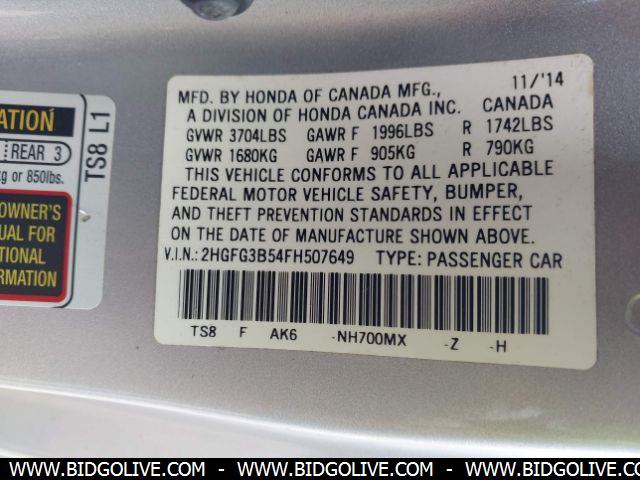 ATION
REAR 3
kg or 850lbs.
OWNER'S
UAL FOR
TIONAL
RMATION
TS8 L1
MFD. BY HONDA OF CANADA MFG., 11/'14
A DIVISION OF HONDA CANADA INC. CANADA
GVWR 3704LBS GAWR F 1996LBS R 1742LBS
GVWR 1680KG GAWR F 905KG R 790KG
THIS VEHICLE CONFORMS TO ALL APPLICABLE
FEDERAL MOTOR VEHICLE SAFETY, BUMPER,
AND THEFT PREVENTION STANDARDS IN EFFECT
ON THE DATE OF MANUFACTURE SHOWN ABOVE.
V.I.N.: 2HGFG3B54FH507649 TYPE: PASSENGER CAR
TS8 F AK6 -NH700MX -Z -H
WWW.BIDGOLIVE.COM - WWW.BIDGOLIVE.COM - WWW.BIDGOLIVE.COM